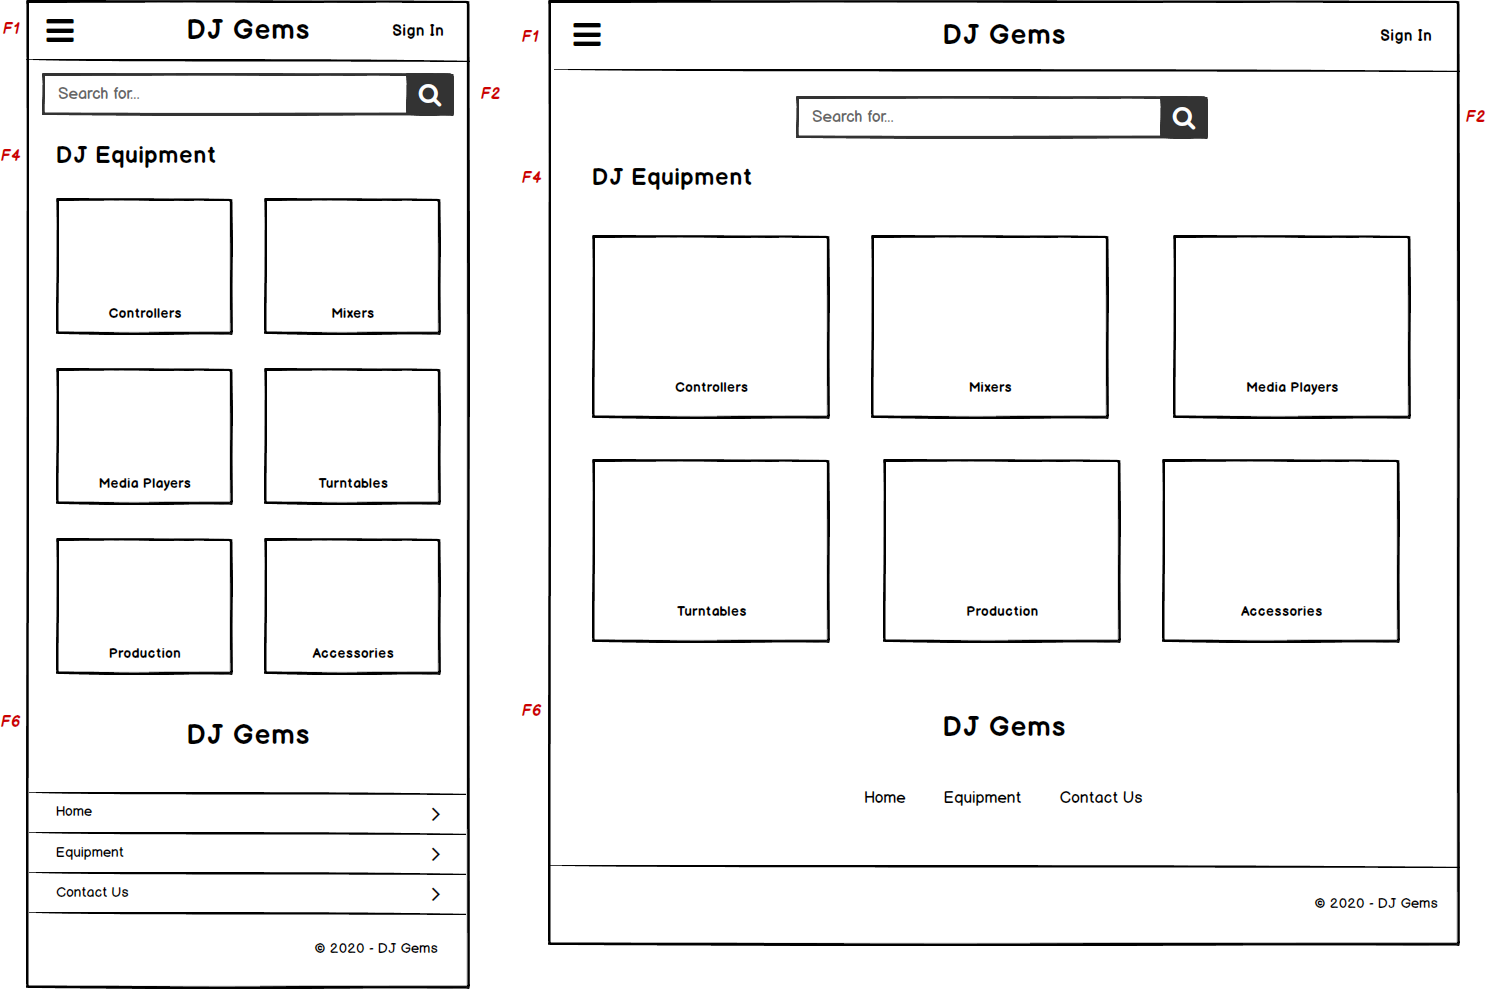 F1
DJ Gems
Sign In
Search for...
F2
F4
DJ Equipment
Controllers
Mixers
Media Players
Turntables
Production
Accessories
F6
DJ Gems
Home
Equipment
Contact Us
© 2020 - DJ Gems
F1
DJ Gems
Sign In
Search for...
F2
F4
DJ Equipment
Controllers
Mixers
Media Players
Turntables
Production
Accessories
F6
DJ Gems
Home Equipment Contact Us
© 2020 - DJ Gems